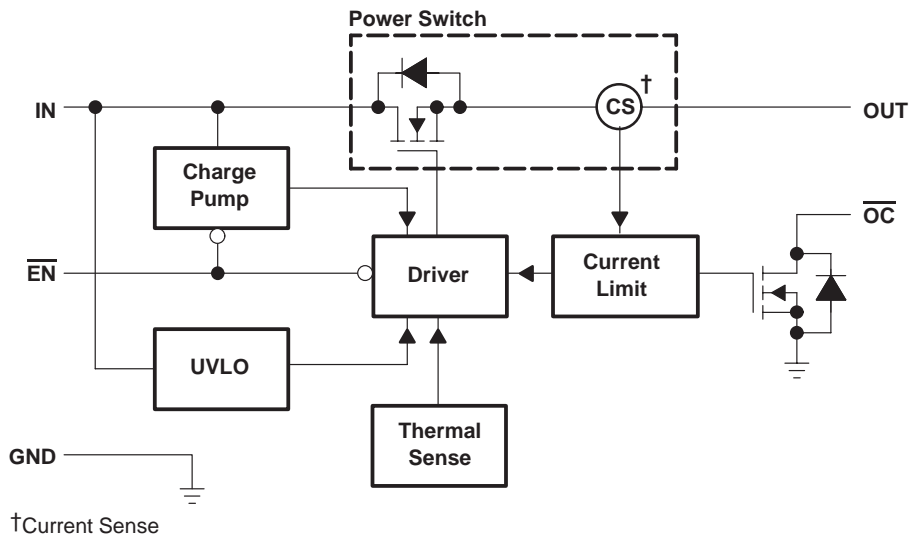 Power Switch
†
IN
CS
OUT
Charge
Pump
OC
EN
Driver
Current
Limit
UVLO
Thermal
Sense
GND
†Current Sense